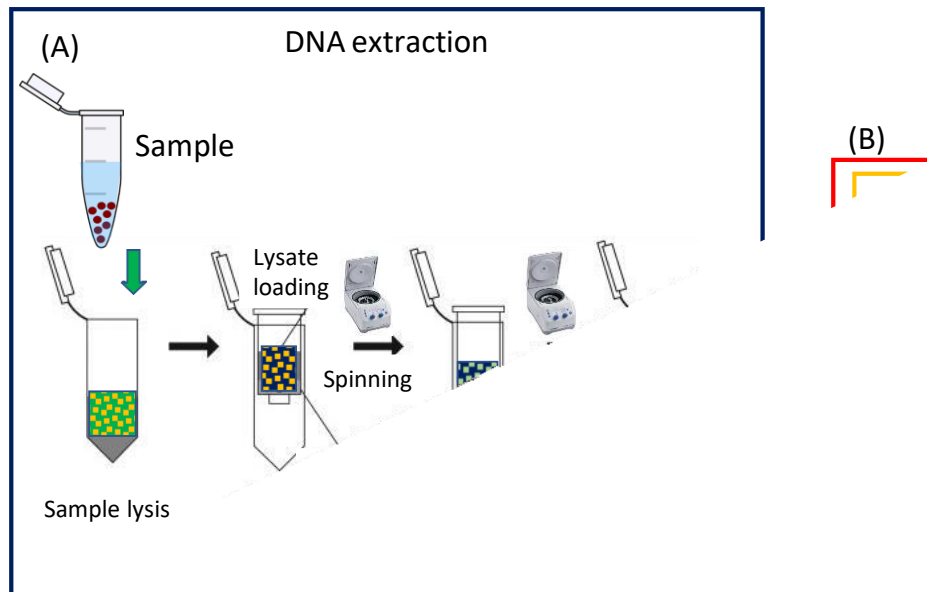 (A)
DNA extraction
Sample
(B)
Lysate
loading
Spinning
Sample lysis